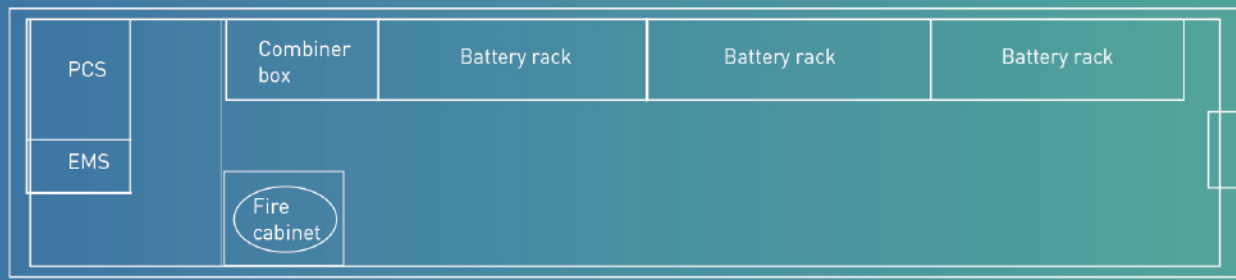 PCS
Combiner
box
Battery rack
Battery rack
Battery rack
EMS
Fire
cabinet